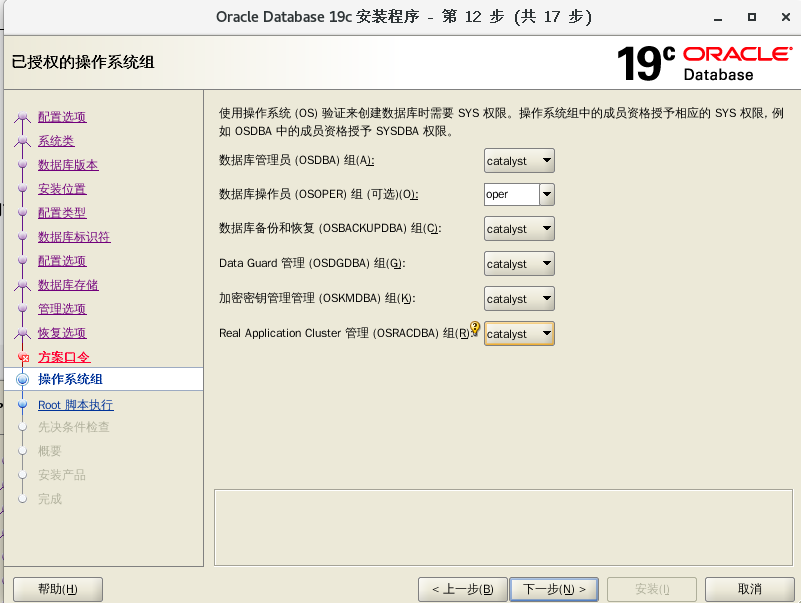 Oracle Database 19c 安装程序 - 第 12 步 (共 17 步)
已授权的操作系统组
19c ORACLE
Database
配置选项
系统类
数据库版本
安装位置
配置类型
数据库标识符
配置选项
数据库存储
管理选项
恢复选项
方案口令
操作系统组
Root 脚本执行
先决条件检查
概要
安装产品
完成
使用操作系统 (OS) 验证来创建数据库时需要 SYS 权限。操作系统组中的成员资格授予相应的 SYS 权限, 例
如 OSDBA 中的成员资格授予 SYSDBA 权限。
数据库管理员 (OSDBA) 组(A): catalyst
数据库操作员 (OSOPER) 组 (可选)(O): oper
数据库备份和恢复 (OSBACKUPDBA) 组(C): catalyst
Data Guard 管理 (OSDGDBA) 组(G): catalyst
加密密钥管理管理 (OSKMDBA) 组(K): catalyst
Real Application Cluster 管理 (OSRACDBA) 组(R): catalyst
帮助(H) < 上一步(B) 下一步(N) > 安装(I) 取消